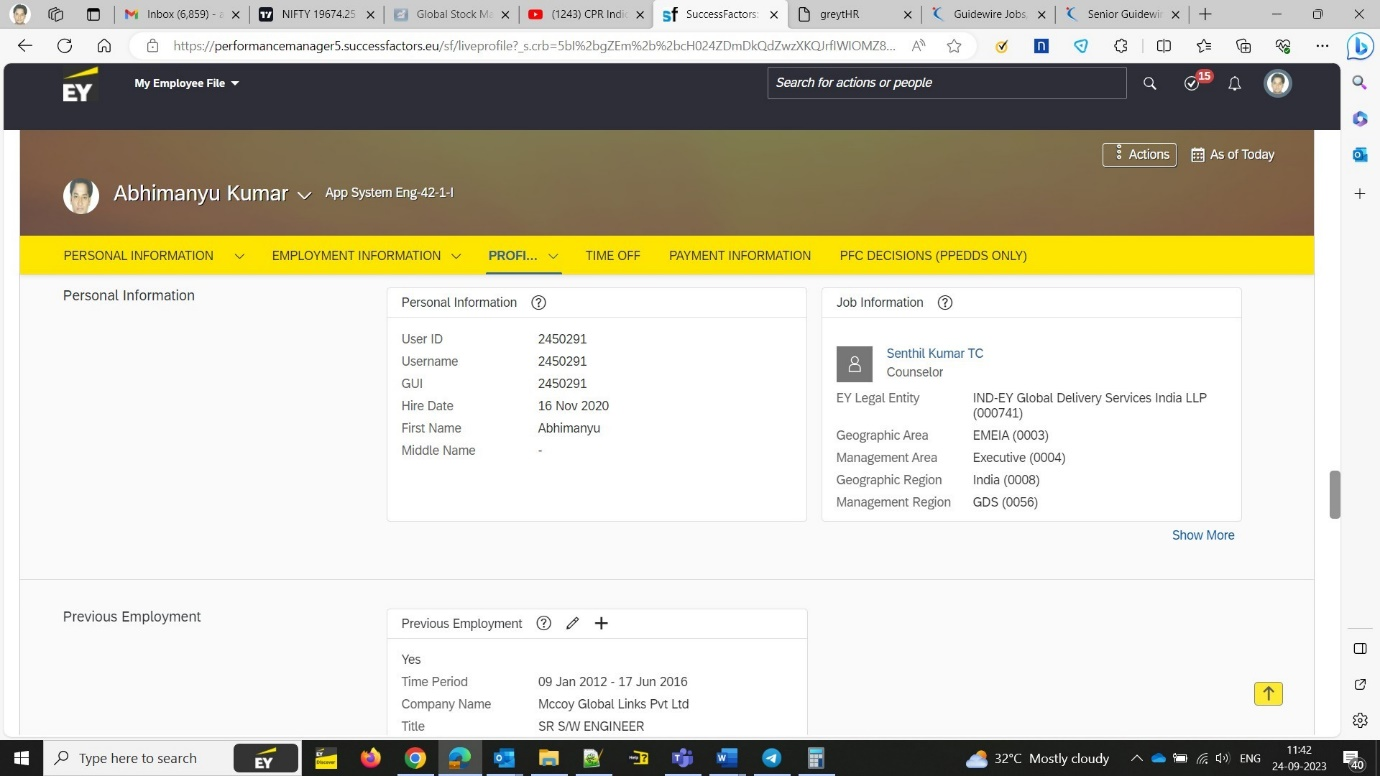 Inbox (6,859) - a
NIFTY 19674.25
Global Stock Ma
(1243) CPR Indic
SuccessFactors:
greytHR
Guidewire Jobs,
Senior Guidewir
https://performancemanager5.successfactors.eu/sf/liveprofile?_s.crb=5bl%2bgZEm%2b%2bcH024ZDmDkQdZwzXKQJrfIWIOMZ8...
EY
My Employee File
Search for actions or people
15
Actions
As of Today
Abhimanyu Kumar
App System Eng-42-1-I
PERSONAL INFORMATION
EMPLOYMENT INFORMATION
PROFI...
TIME OFF
PAYMENT INFORMATION
PFC DECISIONS (PPEDDS ONLY)
Personal Information
Personal Information
User ID 2450291
Username 2450291
GUI 2450291
Hire Date 16 Nov 2020
First Name Abhimanyu
Middle Name -
Job Information
Senthil Kumar TC
Counselor
EY Legal Entity IND-EY Global Delivery Services India LLP
(000741)
Geographic Area EMEIA (0003)
Management Area Executive (0004)
Geographic Region India (0008)
Management Region GDS (0056)
Show More
Previous Employment
Previous Employment
Yes
Time Period 09 Jan 2012 - 17 Jun 2016
Company Name Mccoy Global Links Pvt Ltd
Title SR S/W ENGINEER
Type here to search
EY
32°C Mostly cloudy
ENG
11:42
24-09-2023
40